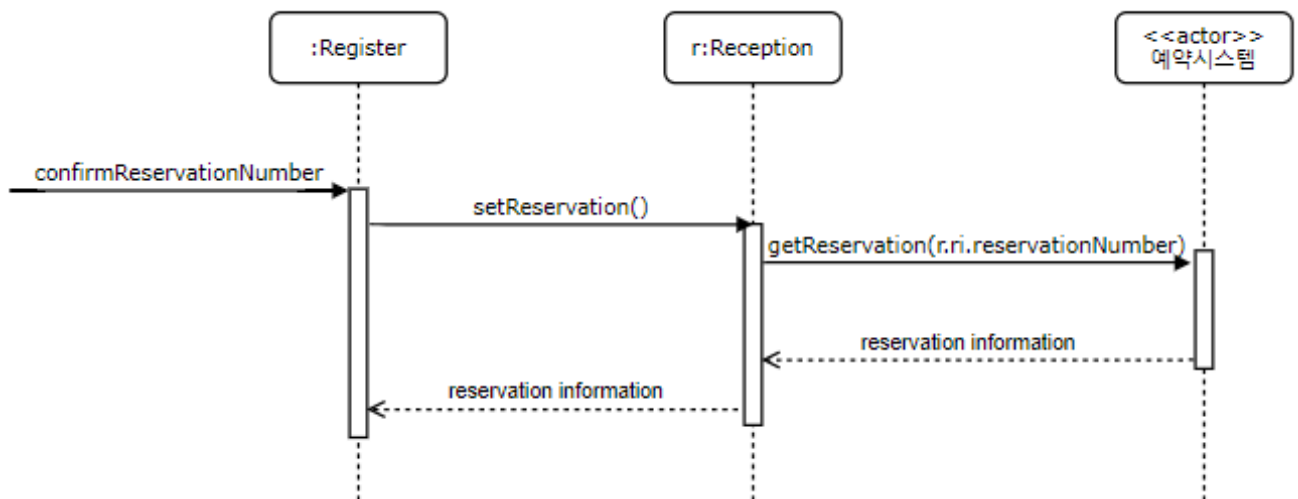 :Register
r:Reception
<<actor>>
예약시스템
confirmReservationNumber
setReservation()
getReservation(r.ri.reservationNumber)
reservation information
reservation information